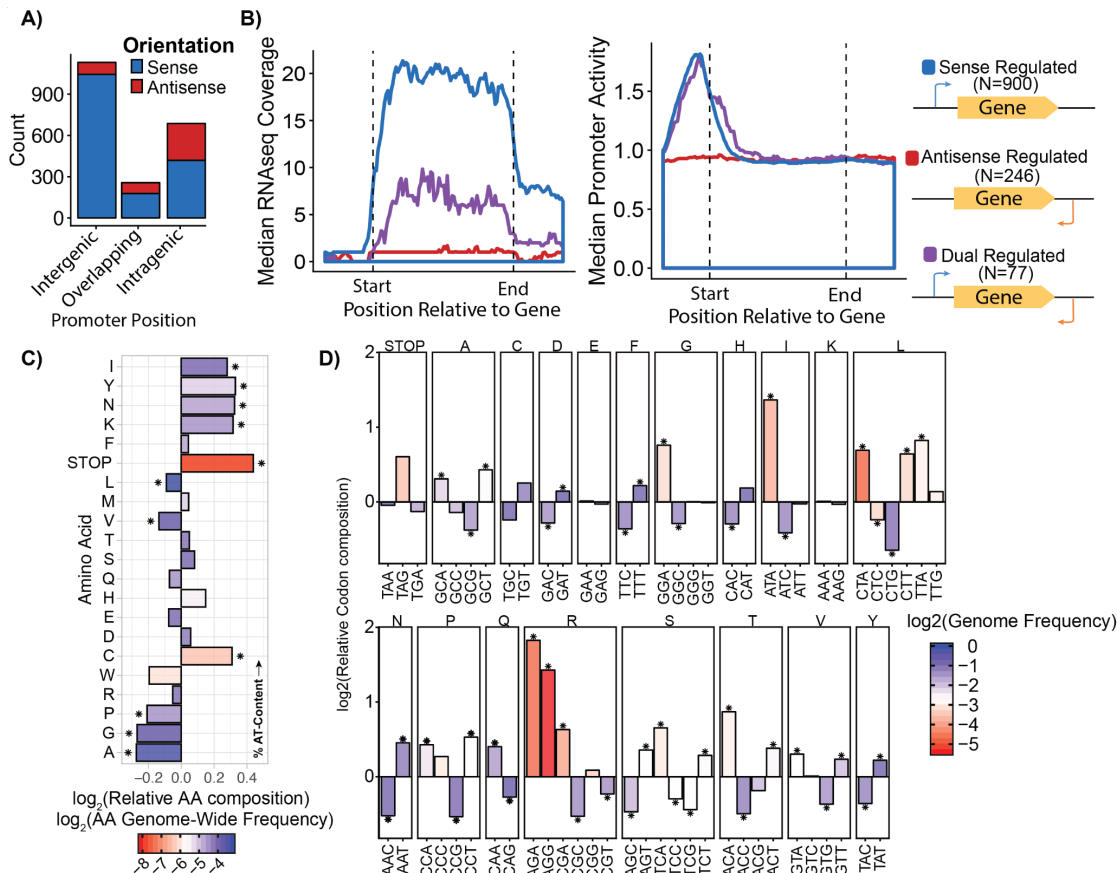 A)
Orientation
Sense
Antisense
Count
900
600
300
0
Intergenic
Overlapping
Intragenic
Promoter Position
B)
Median RNAseq Coverage
20
15
10
5
0
Start
End
Position Relative to Gene
Median Promoter Activity
1.5
1.0
0.5
0.0
Start
End
Position Relative to Gene
Sense Regulated
(N=900)
Gene
Antisense Regulated
(N=246)
Gene
Dual Regulated
(N=77)
Gene
C)
Amino Acid
I
Y
N
K
F
STOP
L
M
V
T
S
Q
H
E
D
C
W
R
P
G
A
% AT-Content
−0.2 0.0 0.2 0.4
log2(Relative AA composition)
log2(AA Genome-Wide Frequency)
−8 −7 −6 −5 −4
D)
log2(Relative Codon composition)
STOP A C D E F G H I K L
2
1
0
TAA TAG TGA GCA GCC GCG GCT TGC TGT GAC GAT GAA GAG TTC TTT GGA GGC GGG GGT CAC CAT ATA ATC ATT AAA AAG CTA CTC CTG CTT TTA TTG
N P Q R S T V Y
2
1
0
AAC AAT CCA CCC CCG CCT CAA CAG AGA AGG CGA CGC CGG CGT AGC AGT TCA TCC TCG TCT ACA ACC ACG ACT GTA GTC GTG GTT TAC TAT
log2(Genome Frequency)
0
−1
−2
−3
−4
−5